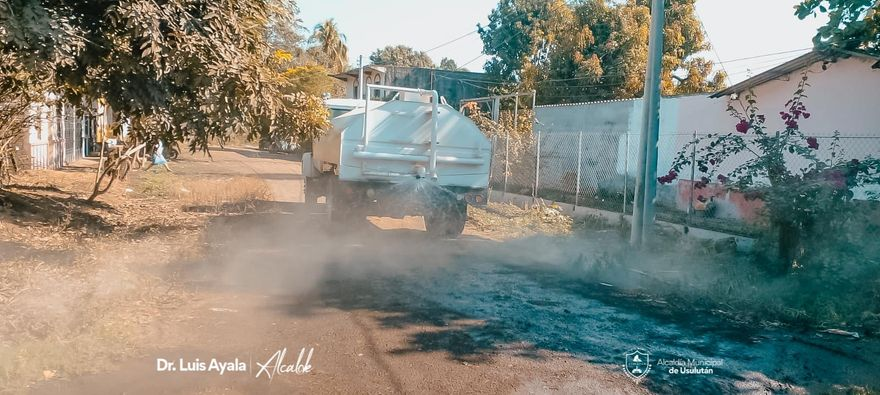 Dr. Luis Ayala | Alcalde
Alcaldía Municipal
de Usulután